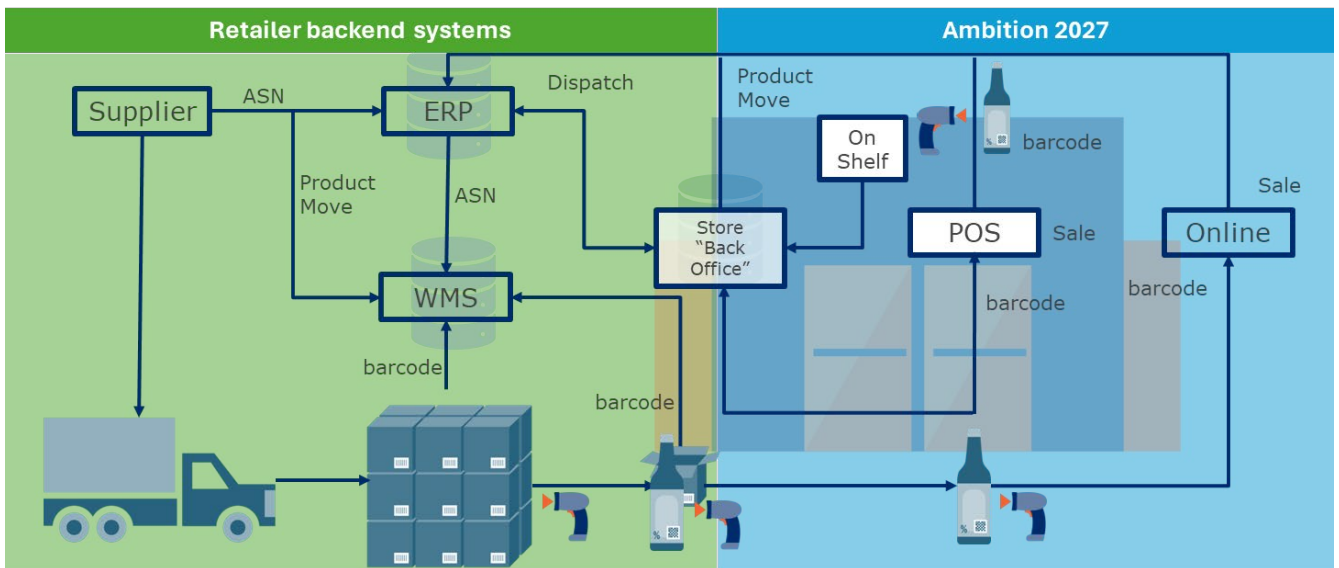 Retailer backend systems
Ambition 2027
Supplier
ASN
ERP
Dispatch
Product
Move
On
Shelf
barcode
Product
Move
ASN
Sale
Store
“Back
Office”
POS
Sale
Online
WMS
barcode
barcode
barcode
barcode
%
%
%